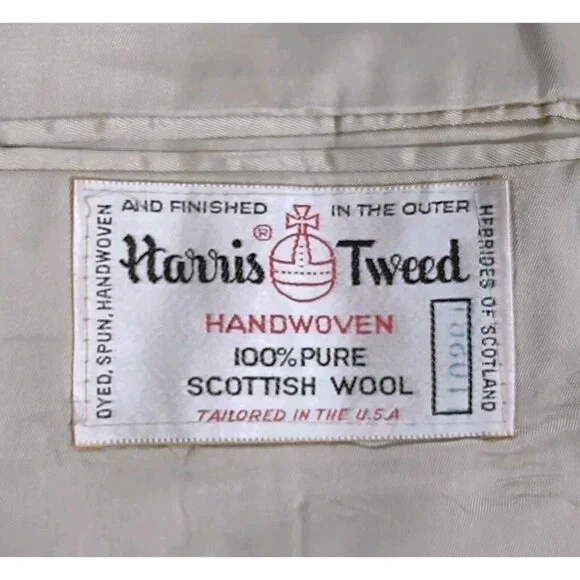 DYED, SPUN, HANDWOVEN
AND FINISHED IN THE OUTER
HEBRIDES OF SCOTLAND
Harris® Tweed
HANDWOVEN
100% PURE
SCOTTISH WOOL
TAILORED IN THE U.S.A